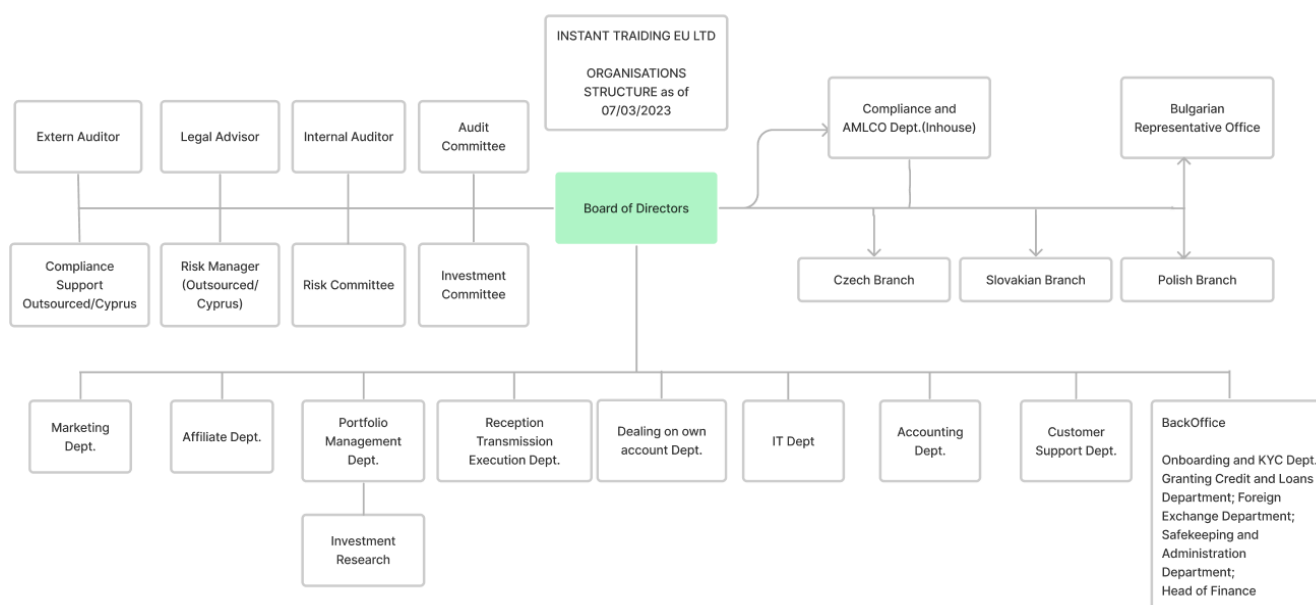 INSTANT TRAIDING EU LTD
ORGANISATIONS
STRUCTURE as of
07/03/2023
Extern Auditor
Legal Advisor
Internal Auditor
Audit
Committee
Compliance and
AMLCO Dept.(Inhouse)
Bulgarian
Representative Office
Board of Directors
Compliance
Support
Outsourced/Cyprus
Risk Manager
(Outsourced/
Cyprus)
Risk Committee
Investment
Committee
Czech Branch
Slovakian Branch
Polish Branch
Marketing
Dept.
Affiliate Dept.
Portfolio
Management
Dept.
Reception
Transmission
Execution Dept.
Dealing on own
account Dept.
IT Dept
Accounting
Dept.
Customer
Support Dept.
BackOffice
Onboarding and KYC Dept.
Granting Credit and Loans
Department; Foreign
Exchange Department;
Safekeeping and
Administration
Department;
Head of Finance
Investment
Research